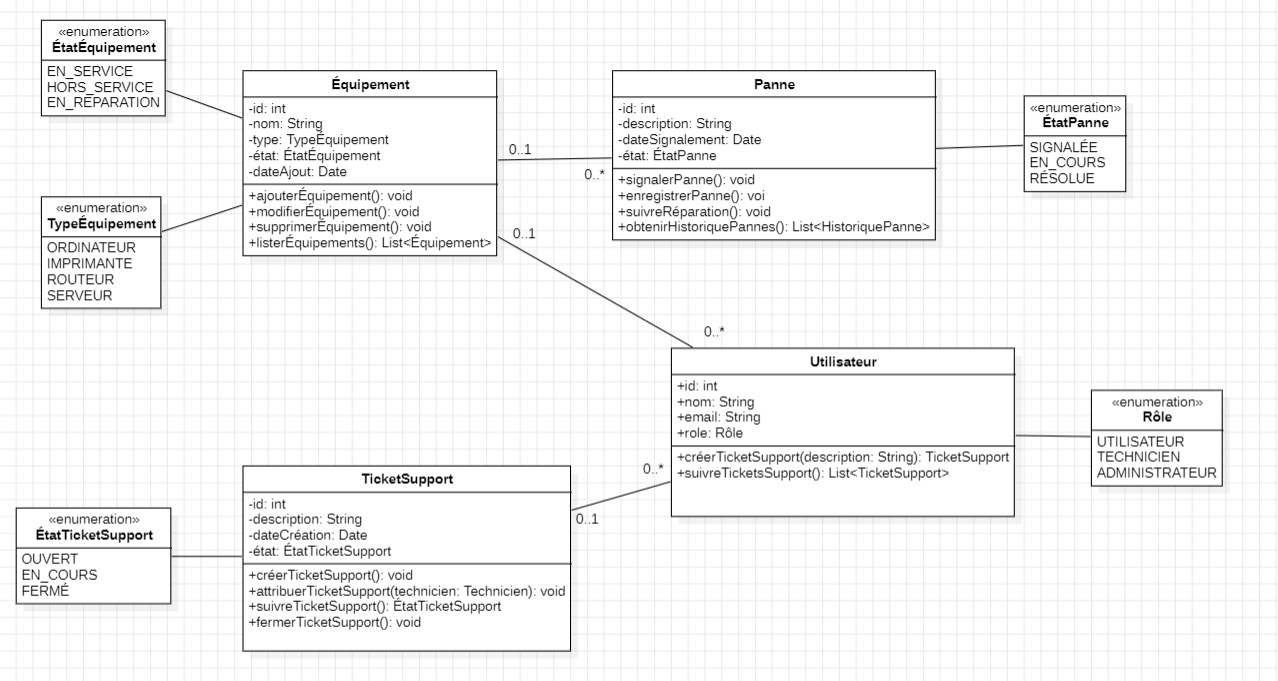 «enumeration»
ÉtatÉquipement
EN_SERVICE
HORS_SERVICE
EN_RÉPARATION
«enumeration»
TypeÉquipement
ORDINATEUR
IMPRIMANTE
ROUTEUR
SERVEUR
Équipement
-id: int
-nom: String
-type: TypeÉquipement
-état: ÉtatÉquipement
-dateAjout: Date
+ajouterÉquipement(): void
+modifierÉquipement(): void
+supprimerÉquipement(): void
+listerÉquipements(): List<Équipement>
0..1
0..*
Panne
-id: int
-description: String
-dateSignalement: Date
-état: ÉtatPanne
+signalerPanne(): void
+enregistrerPanne(): voi
+suivreRéparation(): void
+obtenirHistoriquePannes(): List<HistoriquePanne>
«enumeration»
ÉtatPanne
SIGNALÉE
EN_COURS
RÉSOLUE
0..1
0..*
Utilisateur
+id: int
+nom: String
+email: String
+role: Rôle
+créerTicketSupport(description: String): TicketSupport
+suivreTicketsSupport(): List<TicketSupport>
«enumeration»
Rôle
UTILISATEUR
TECHNICIEN
ADMINISTRATEUR
0..*
0..1
TicketSupport
-id: int
-description: String
-dateCréation: Date
-état: ÉtatTicketSupport
+créerTicketSupport(): void
+attribuerTicketSupport(technicien: Technicien): void
+suivreTicketSupport(): ÉtatTicketSupport
+fermerTicketSupport(): void
«enumeration»
ÉtatTicketSupport
OUVERT
EN_COURS
FERMÉ